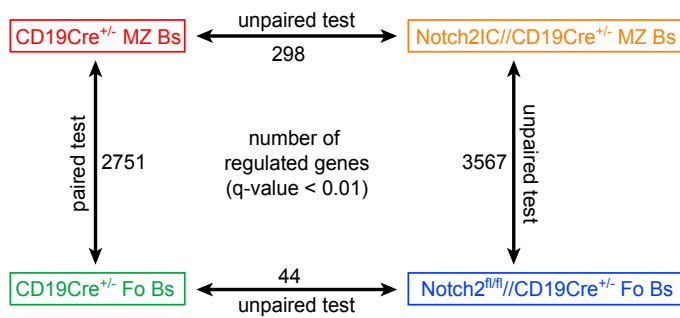 unpaired test
CD19Cre+/- MZ Bs
Notch2IC//CD19Cre+/- MZ Bs
298
paired test
2751
number of
regulated genes
(q-value < 0.01)
3567
unpaired test
44
CD19Cre+/- Fo Bs
Notch2fl/fl//CD19Cre+/- Fo Bs
unpaired test